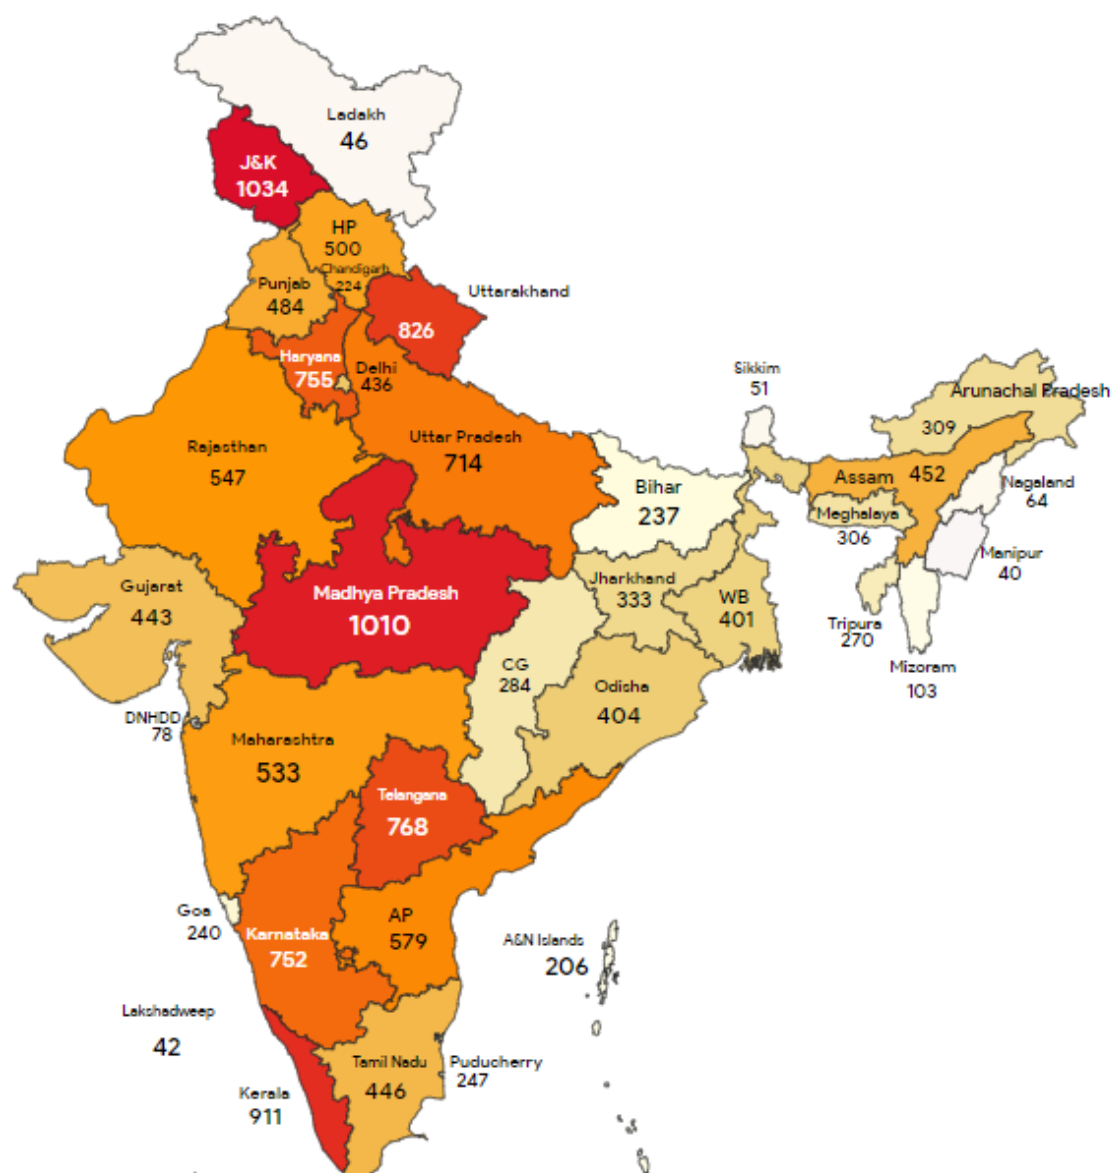 Ladakh
46
J&K
1034
HP
500
Chandigarh
224
Punjab
484
Uttarakhand
826
Haryana
755
Delhi
436
Sikkim
51
Arunachal Pradesh
309
Rajasthan
547
Uttar Pradesh
714
Bihar
237
Assam
452
Nagaland
64
Meghalaya
306
Manipur
40
Gujarat
443
Madhya Pradesh
1010
Jharkhand
333
WB
401
Tripura
270
Mizoram
103
CG
284
Odisha
404
DNHDD
78
Maharashtra
533
Telangana
768
Goa
240
Karnataka
752
AP
579
A&N Islands
206
Lakshadweep
42
Tamil Nadu
446
Puducherry
247
Kerala
911